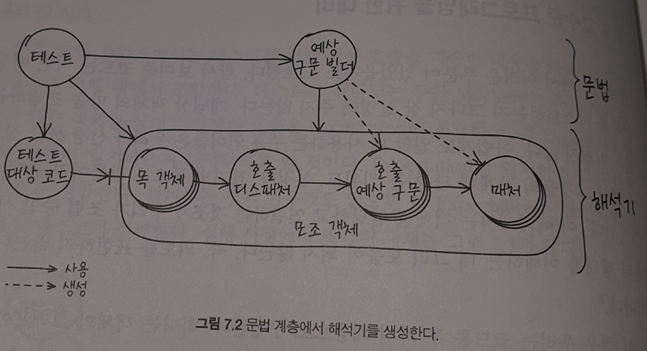 테스트
예상
구문 빌더
문법
테스트
대상 코드
목 객체
호출
디스패처
호출
예상 구문
매처
모조 객체
해석기
사용
생성
그림 7.2 문법 계층에서 해석기를 생성한다.